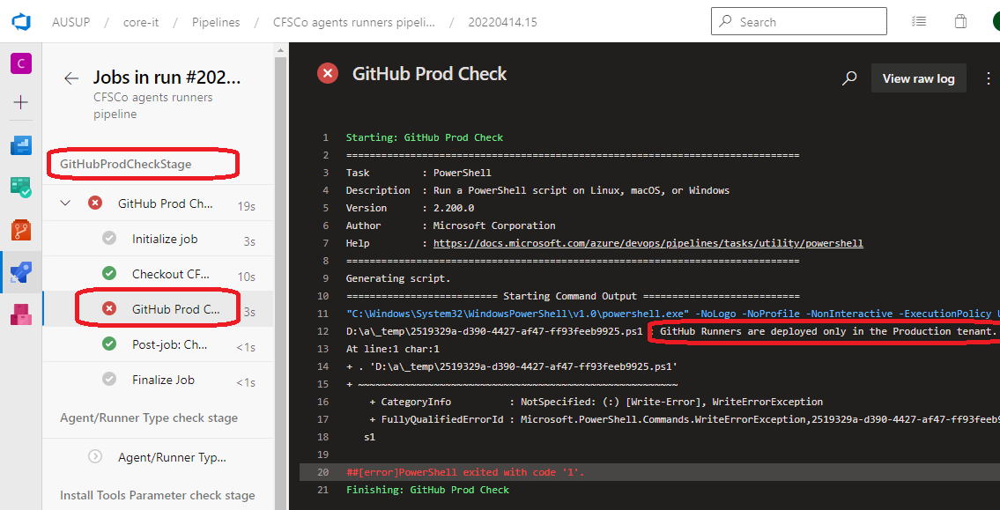 AUSUP / core-it / Pipelines / CFSCo agents runners pipeli... / 20220414.15
Search
C
Jobs in run #202...
CFSCo agents runners
pipeline
GitHubProdCheckStage
GitHub Prod Ch... 19s
Initialize job 3s
Checkout CF... 10s
GitHub Prod C... 3s
Post-job: Ch... <1s
Finalize Job <1s
Agent/Runner Type check stage
Agent/Runner Typ...
Install Tools Parameter check stage
GitHub Prod Check
View raw log
1 Starting: GitHub Prod Check
2 ==============================================================================
3 Task : PowerShell
4 Description : Run a PowerShell script on Linux, macOS, or Windows
5 Version : 2.200.0
6 Author : Microsoft Corporation
7 Help : https://docs.microsoft.com/azure/devops/pipelines/tasks/utility/powershell
8 ==============================================================================
9 Generating script.
10 ========================== Starting Command Output ===========================
11 "C:\Windows\System32\WindowsPowerShell\v1.0\powershell.exe" -NoLogo -NoProfile -NonInteractive -ExecutionPolicy U
12 D:\a\_temp\2519329a-d390-4427-af47-ff93feeb9925.ps1 : GitHub Runners are deployed only in the Production tenant.
13 At line:1 char:1
14 + . 'D:\a\_temp\2519329a-d390-4427-af47-ff93feeb9925.ps1'
15 + ~~~~~~~~~~~~~~~~~~~~~~~~~~~~~~~~~~~~~~~~~~~~~~~~~~~~~~~
16 + CategoryInfo : NotSpecified: (:) [Write-Error], WriteErrorException
17 + FullyQualifiedErrorId : Microsoft.PowerShell.Commands.WriteErrorException,2519329a-d390-4427-af47-ff93feeb9
18 s1
19
20 ##[error]PowerShell exited with code '1'.
21 Finishing: GitHub Prod Check